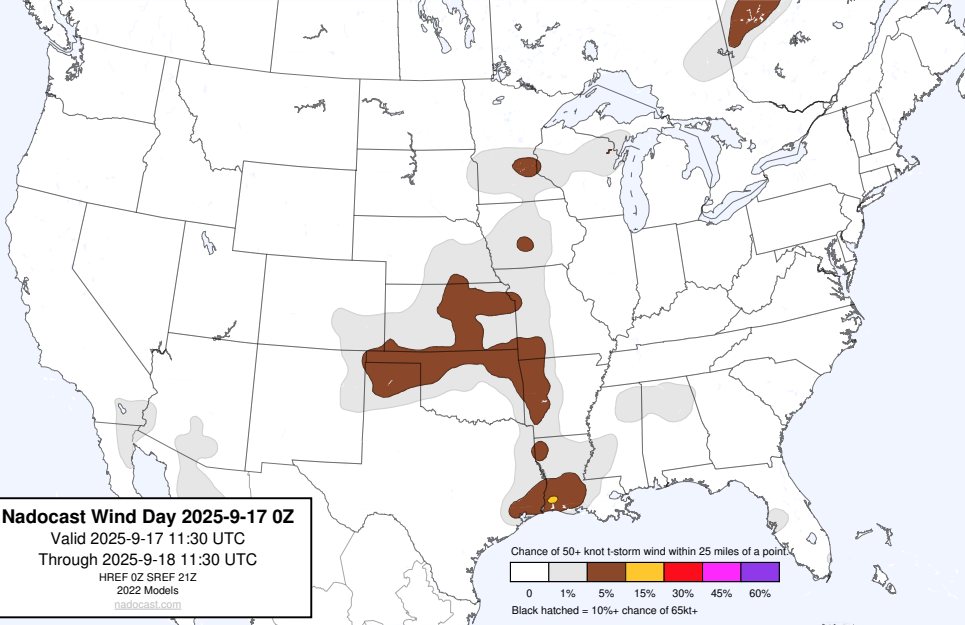 Nadocast Wind Day 2025-9-17 0Z
Valid 2025-9-17 11:30 UTC
Through 2025-9-18 11:30 UTC
HREF 0Z SREF 21Z
2022 Models
nadocast.com
Chance of 50+ knot t-storm wind within 25 miles of a point.
0 1% 5% 15% 30% 45% 60%
Black hatched = 10%+ chance of 65kt+